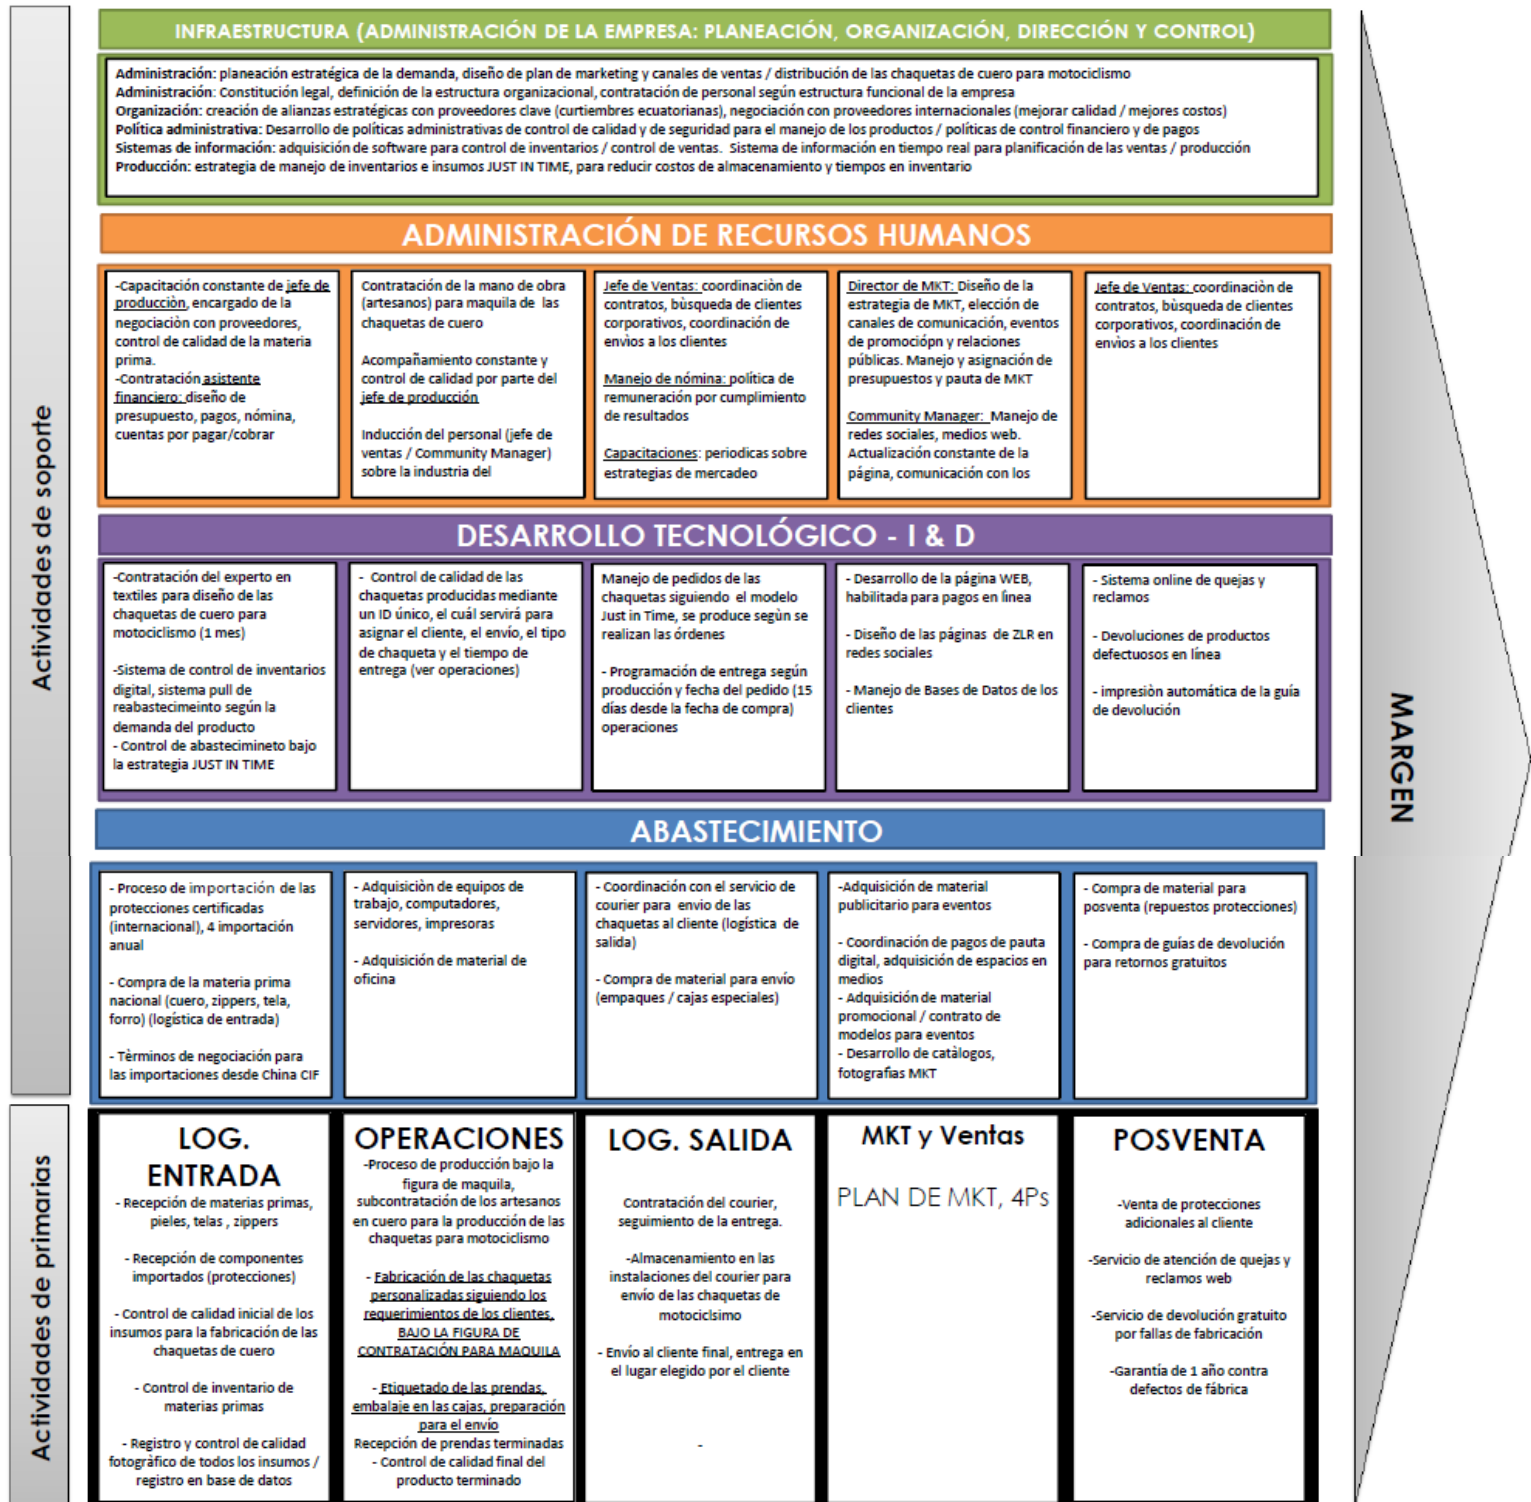 INFRAESTRUCTURA (ADMINISTRACIÓN DE LA EMPRESA: PLANEACIÓN, ORGANIZACIÓN, DIRECCIÓN Y CONTROL)
Administración: planeación estratégica de la demanda, diseño de plan de marketing y canales de ventas / distribución de las chaquetas de cuero para motociclismo
Administración: Constitución legal, definición de la estructura organizacional, contratación de personal según estructura funcional de la empresa
Organización: creación de alianzas estratégicas con proveedores clave (curtiembres ecuatorianas), negociación con proveedores internacionales (mejorar calidad / mejores costos)
Política administrativa: Desarrollo de políticas administrativas de control de calidad y de seguridad para el manejo de los productos / políticas de control financiero y de pagos
Sistemas de información: adquisición de software para control de inventarios / control de ventas. Sistema de información en tiempo real para planificación de las ventas / producción
Producción: estrategia de manejo de inventarios e insumos JUST IN TIME, para reducir costos de almacenamiento y tiempos en inventario
Actividades de soporte
ADMINISTRACIÓN DE RECURSOS HUMANOS
-Capacitación constante de jefe de
producciòn, encargado de la
negociaciòn con proveedores,
control de calidad de la materia
prima.
-Contratación asistente
financiero: diseño de
presupuesto, pagos, nómina,
cuentas por pagar/cobrar
Contratación de la mano de obra
(artesanos) para maquila de las
chaquetas de cuero
Acompañamiento constante y
control de calidad por parte del
jefe de producción
Inducción del personal (jefe de
ventas / Community Manager)
sobre la industria del
Jefe de Ventas: coordinaciòn de
contratos, bùsqueda de clientes
corporativos, coordinación de
envios a los clientes
Manejo de nómina: política de
remuneración por cumplimiento
de resultados
Capacitaciones: periodicas sobre
estrategias de mercadeo
Director de MKT: Diseño de la
estrategia de MKT, elección de
canales de comunicación, eventos
de promociópn y relaciones
públicas. Manejo y asignación de
presupuestos y pauta de MKT
Community Manager: Manejo de
redes sociales, medios web.
Actualización constante de la
página, comunicación con los
Jefe de Ventas: coordinaciòn de
contratos, bùsqueda de clientes
corporativos, coordinación de
envios a los clientes
DESARROLLO TECNOLÓGICO - I & D
-Contratación del experto en
textiles para diseño de las
chaquetas de cuero para
motociclismo (1 mes)
-Sistema de control de inventarios
digital, sistema pull de
reabastecimeinto según la
demanda del producto
- Control de abastecimineto bajo
la estrategia JUST IN TIME
- Control de calidad de las
chaquetas producidas mediante
un ID único, el cuál servirá para
asignar el cliente, el envío, el tipo
de chaqueta y el tiempo de
entrega (ver operaciones)
Manejo de pedidos de las
chaquetas siguiendo el modelo
Just in Time, se produce segùn se
realizan las órdenes
- Programación de entrega según
producción y fecha del pedido (15
días desde la fecha de compra)
operaciones
- Desarrollo de la página WEB,
habilitada para pagos en línea
- Diseño de las páginas de ZLR en
redes sociales
- Manejo de Bases de Datos de los
clientes
- Sistema online de quejas y
reclamos
- Devoluciones de productos
defectuosos en línea
- impresiòn automática de la guía
de devolución
MARGEN
ABASTECIMIENTO
- Proceso de importación de las
protecciones certificadas
(internacional), 4 importación
anual
- Compra de la materia prima
nacional (cuero, zippers, tela,
forro) (logística de entrada)
- Tèrminos de negociación para
las importaciones desde China CIF
- Adquisiciòn de equipos de
trabajo, computadores,
servidores, impresoras
- Adquisición de material de
oficina
- Coordinación con el servicio de
courier para envio de las
chaquetas al cliente (logística de
salida)
- Compra de material para envío
(empaques / cajas especiales)
-Adquisición de material
publicitario para eventos
- Coordinación de pagos de pauta
digital, adquisición de espacios en
medios
- Adquisición de material
promocional / contrato de
modelos para eventos
- Desarrollo de catàlogos,
fotografias MKT
- Compra de material para
posventa (repuestos protecciones)
- Compra de guías de devolución
para retornos gratuitos
Actividades de primarias
LOG.
ENTRADA
- Recepción de materias primas,
pieles, telas , zippers
- Recepción de componentes
importados (protecciones)
- Control de calidad inicial de los
insumos para la fabricación de las
chaquetas de cuero
- Control de inventario de
materias primas
- Registro y control de calidad
fotogràfico de todos los insumos /
registro en base de datos
OPERACIONES
-Proceso de producción bajo la
figura de maquila,
subcontratación de los artesanos
en cuero para la producción de las
chaquetas para motociclismo
- Fabricación de las chaquetas
personalizadas siguiendo los
requerimientos de los clientes,
BAJO LA FIGURA DE
CONTRATACIÓN PARA MAQUILA
- Etiquetado de las prendas,
embalaje en las cajas, preparación
para el envío
Recepción de prendas terminadas
- Control de calidad final del
producto terminado
LOG. SALIDA
Contratación del courier,
seguimiento de la entrega.
-Almacenamiento en las
instalaciones del courier para
envío de las chaquetas de
motociclsimo
- Envío al cliente final, entrega en
el lugar elegido por el cliente
-
MKT y Ventas
PLAN DE MKT, 4Ps
POSVENTA
-Venta de protecciones
adicionales al cliente
-Servicio de atención de quejas y
reclamos web
-Servicio de devolución gratuito
por fallas de fabricación
-Garantía de 1 año contra
defectos de fábrica